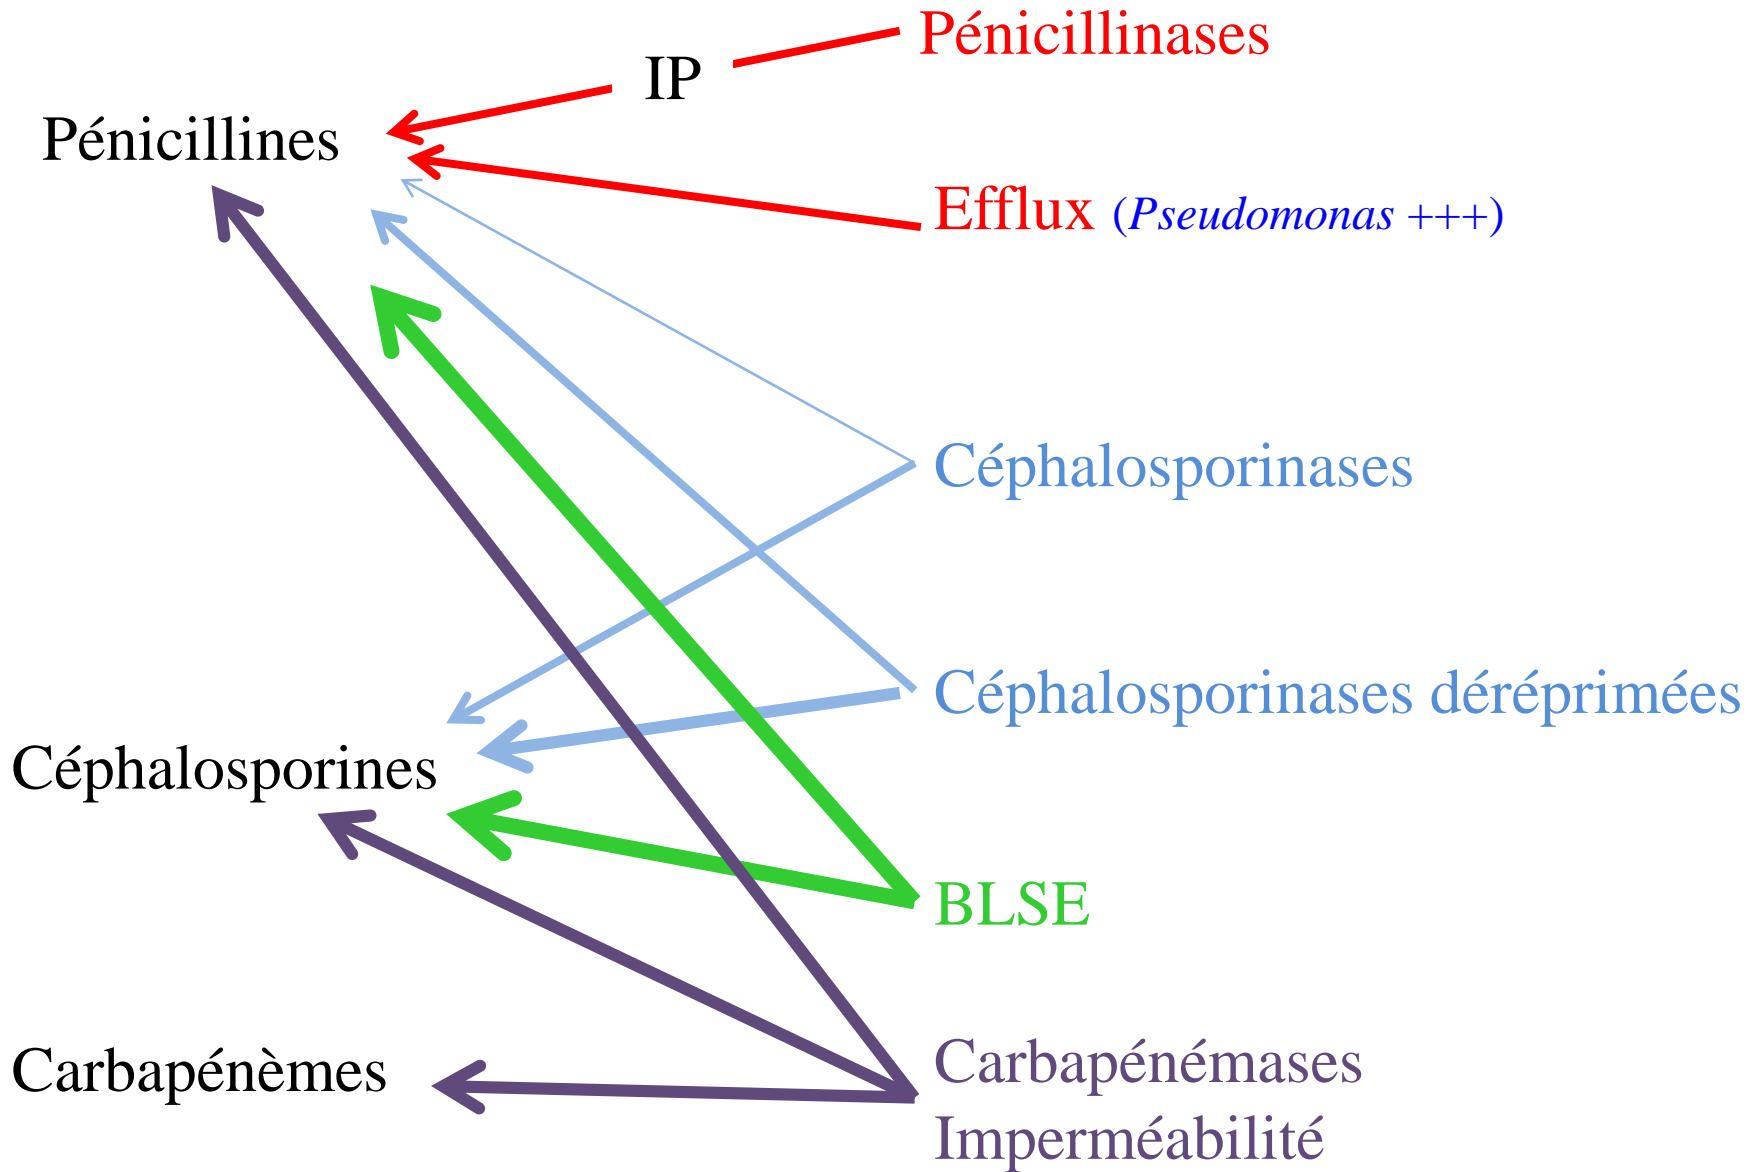 Pénicillinases
IP
Pénicillines
Efflux (Pseudomonas +++)
Céphalosporinases
Céphalosporinases déréprimées
Céphalosporines
BLSE
Carbapénèmes
Carbapénémases
Imperméabilité